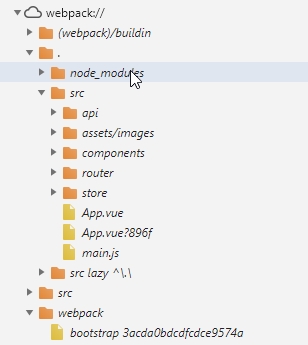 webpack://
(webpack)/buildin
.
node_modules
src
api
assets/images
components
router
store
App.vue
App.vue?896f
main.js
src lazy ^\.\
src
webpack
bootstrap 3acda0bdcdfcdce9574a